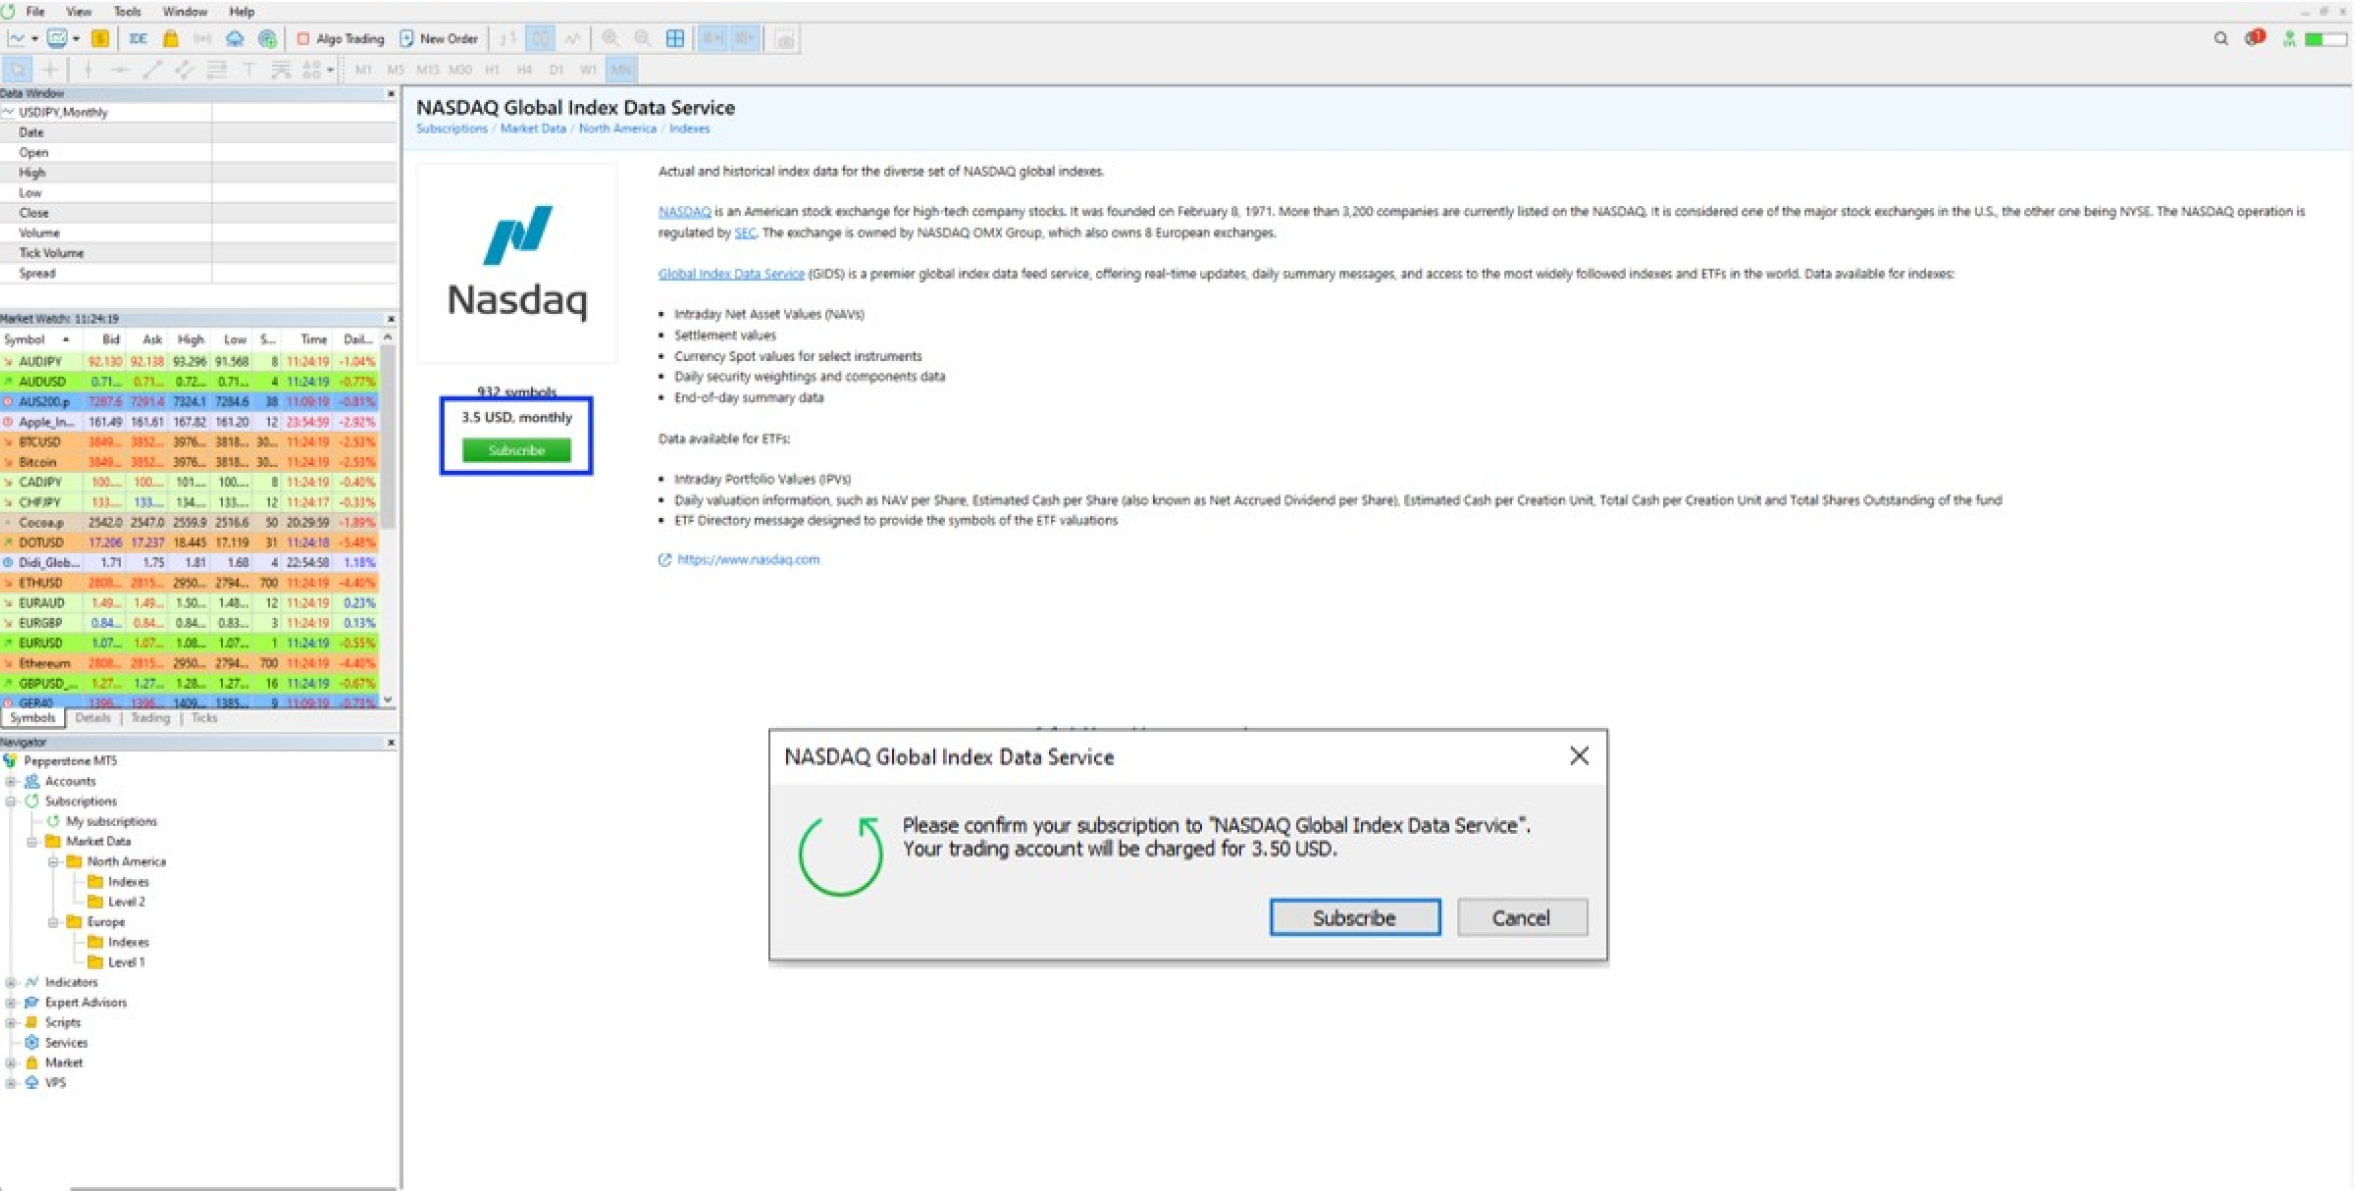 File View Tools Window Help
IDE Algo Trading New Order
M1 M5 M15 M30 H1 H4 D1 W1 MN
Data Window
USDJPY,Monthly
Date
Open
High
Low
Close
Volume
Tick Volume
Spread
Market Watch: 11:24:19
Symbol Bid Ask High Low S... Time Dail...
AUDJPY 92.130 92.138 93.296 91.568 8 11:24:19 -1.04%
AUDUSD 0.71... 0.71... 0.72... 0.71... 4 11:24:19 -0.77%
AUS200.p 7287.6 7291.4 7324.1 7284.6 38 11:09:19 -0.81%
Apple_In... 161.49 161.61 167.82 161.20 12 23:54:59 -2.92%
BTCUSD 3849... 3852... 3976... 3818... 30... 11:24:19 -2.53%
Bitcoin 3849... 3852... 3976... 3818... 30... 11:24:19 -2.53%
CADJPY 100.... 100.... 101.... 100.... 8 11:24:19 -0.40%
CHFJPY 133.... 133.... 134.... 133.... 12 11:24:17 -0.33%
Cocoa.p 2542.0 2547.0 2559.9 2516.6 50 20:29:59 -1.89%
DOTUSD 17.206 17.237 18.445 17.119 31 11:24:18 -5.48%
Didi_Glob... 1.71 1.75 1.81 1.68 4 22:54:58 1.18%
ETHUSD 2808... 2815... 2950... 2794... 700 11:24:19 -4.40%
EURAUD 1.49... 1.49... 1.50... 1.48... 12 11:24:19 0.23%
EURGBP 0.84... 0.84... 0.84... 0.83... 3 11:24:19 0.13%
EURUSD 1.07... 1.07... 1.08... 1.07... 1 11:24:19 -0.55%
Ethereum 2808... 2815... 2950... 2794... 700 11:24:19 -4.40%
GBPUSD_... 1.27... 1.27... 1.28... 1.27... 16 11:24:19 -0.67%
GER40 1396... 1396... 1409... 1385... 9 11:09:19 -0.73%
Symbols Details Trading Ticks
Navigator
Pepperstone MT5
Accounts
Subscriptions
My subscriptions
Market Data
North America
Indexes
Level 2
Europe
Indexes
Level 1
Indicators
Expert Advisors
Scripts
Services
Market
VPS
NASDAQ Global Index Data Service
Subscriptions / Market Data / North America / Indexes
Nasdaq
932 symbols
3.5 USD, monthly
Subscribe
Actual and historical index data for the diverse set of NASDAQ global indexes.
NASDAQ is an American stock exchange for high-tech company stocks. It was founded on February 8, 1971. More than 3,200 companies are currently listed on the NASDAQ. It is considered one of the major stock exchanges in the U.S., the other one being NYSE. The NASDAQ operation is
regulated by SEC. The exchange is owned by NASDAQ OMX Group, which also owns 8 European exchanges.
Global Index Data Service (GIDS) is a premier global index data feed service, offering real-time updates, daily summary messages, and access to the most widely followed indexes and ETFs in the world. Data available for indexes:
• Intraday Net Asset Values (NAVs)
• Settlement values
• Currency Spot values for select instruments
• Daily security weightings and components data
• End-of-day summary data
Data available for ETFs:
• Intraday Portfolio Values (IPVs)
• Daily valuation information, such as NAV per Share, Estimated Cash per Share (also known as Net Accrued Dividend per Share), Estimated Cash per Creation Unit, Total Cash per Creation Unit and Total Shares Outstanding of the fund
• ETF Directory message designed to provide the symbols of the ETF valuations
https://www.nasdaq.com
NASDAQ Global Index Data Service
Please confirm your subscription to "NASDAQ Global Index Data Service".
Your trading account will be charged for 3.50 USD.
Subscribe Cancel